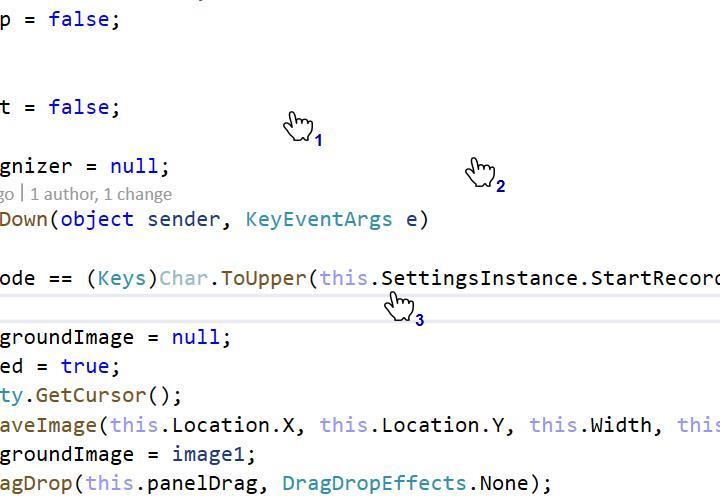 p = false;
t = false;
1
gnizer = null;
2
go | 1 author, 1 change
Down(object sender, KeyEventArgs e)
ode == (Keys)Char.ToUpper(this.SettingsInstance.StartRecord
3
groundImage = null;
ed = true;
ty.GetCursor();
aveImage(this.Location.X, this.Location.Y, this.Width, this
groundImage = image1;
agDrop(this.panelDrag, DragDropEffects.None);